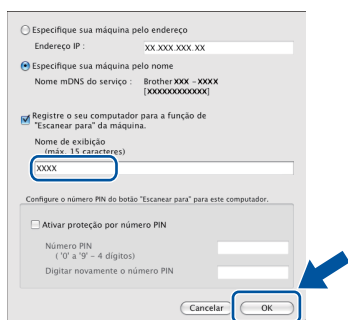 Especifique sua máquina pelo endereço
Endereço IP : XX.XXX.XXX.XX
Especifique sua máquina pelo nome
Nome mDNS do serviço : Brother XXX - XXXX
[XXXXXXXXXXXX]
Registre o seu computador para a função de
"Escanear para" da máquina.
Nome de exibição
(máx. 15 caracteres)
XXXX
Configure o número PIN do botão "Escanear para" para este computador.
Ativar proteção por número PIN
Número PIN
( '0' a '9' - 4 dígitos)
Digitar novamente o número PIN
Cancelar OK